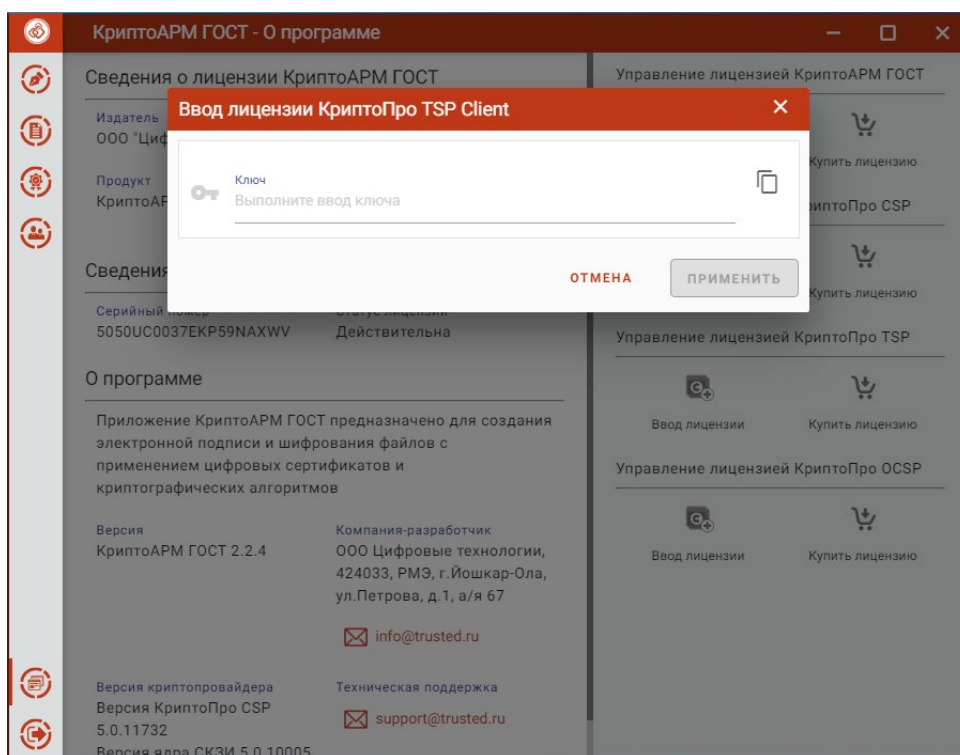 КриптоАРМ ГОСТ - О программе
Сведения о лицензии КриптоАРМ ГОСТ
Издатель
ООО "Циф
Продукт
КриптоАР
Сведения
Серийный номер
Статус лицензии
5050UC0037EKP59NAXWV
Действительна
О программе
Приложение КриптоАРМ ГОСТ предназначено для создания
электронной подписи и шифрования файлов с
применением цифровых сертификатов и
криптографических алгоритмов
Версия
КриптоАРМ ГОСТ 2.2.4
Компания-разработчик
ООО Цифровые технологии,
424033, РМЭ, г.Йошкар-Ола,
ул.Петрова, д.1, а/я 67
info@trusted.ru
Версия криптопровайдера
Версия КриптоПро CSP
5.0.11732
Версия ядра СКЗИ 5.0.10005
Техническая поддержка
support@trusted.ru
Ввод лицензии КриптоПро TSP Client
Ключ
Выполните ввод ключа
ОТМЕНА
ПРИМЕНИТЬ
Управление лицензией КриптоАРМ ГОСТ
Купить лицензию
риптоПро CSP
Купить лицензию
Управление лицензией КриптоПро TSP
Ввод лицензии
Купить лицензию
Управление лицензией КриптоПро OCSP
Ввод лицензии
Купить лицензию